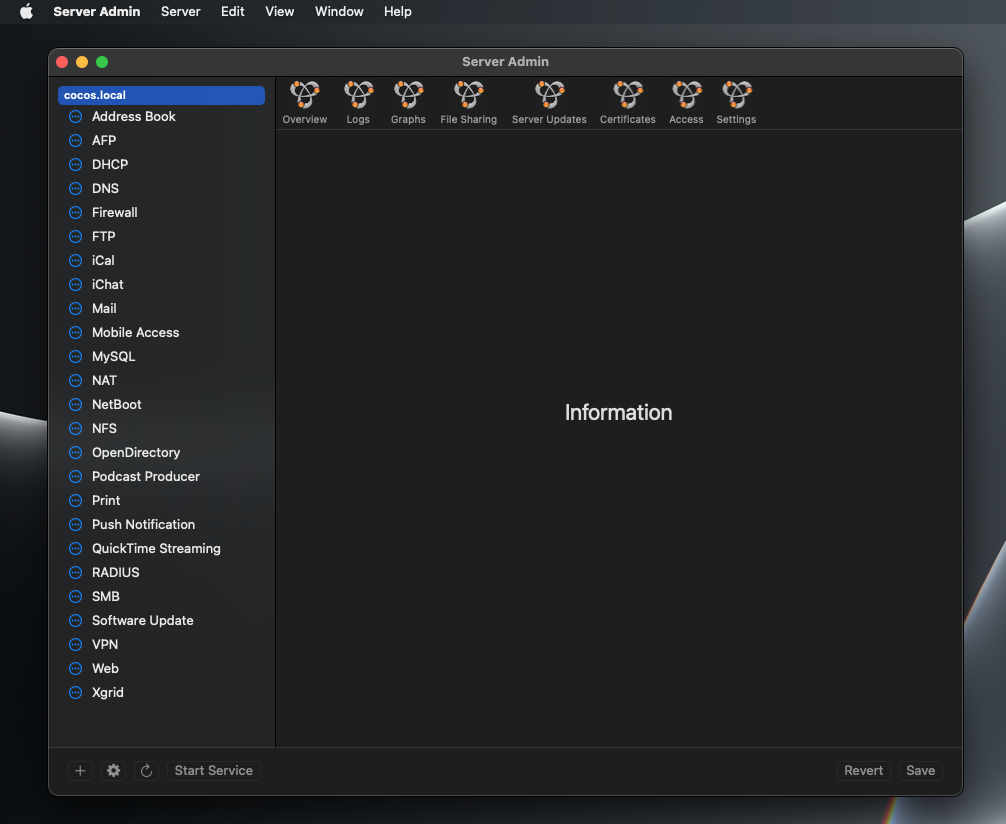 Server Admin Server Edit View Window Help
Server Admin
cocos.local
Address Book
AFP
DHCP
DNS
Firewall
FTP
iCal
iChat
Mail
Mobile Access
MySQL
NAT
NetBoot
NFS
OpenDirectory
Podcast Producer
Print
Push Notification
QuickTime Streaming
RADIUS
SMB
Software Update
VPN
Web
Xgrid
Overview Logs Graphs File Sharing Server Updates Certificates Access Settings
Information
Start Service Revert Save